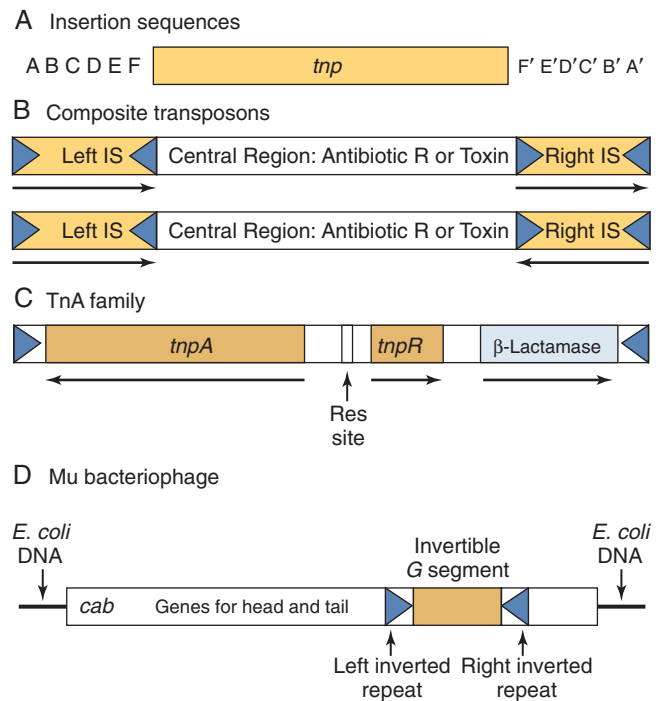 A Insertion sequences
A B C D E F tnp F′ E′D′C′ B′ A′
B Composite transposons
Left IS Central Region: Antibiotic R or Toxin Right IS
Left IS Central Region: Antibiotic R or Toxin Right IS
C TnA family
tnpA tnpR β-Lactamase
Res
site
D Mu bacteriophage
E. coli
DNA
Invertible
G segment
E. coli
DNA
cab Genes for head and tail
Left inverted
repeat
Right inverted
repeat